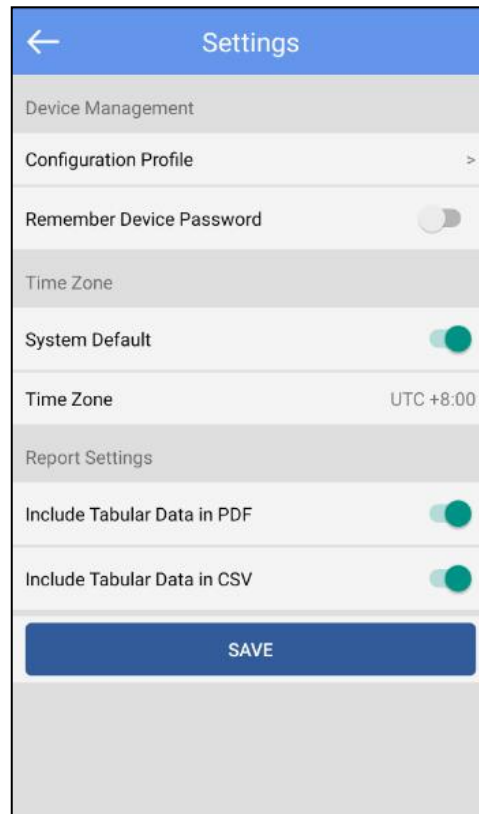 Settings
Device Management
Configuration Profile >
Remember Device Password
Time Zone
System Default
Time Zone UTC +8:00
Report Settings
Include Tabular Data in PDF
Include Tabular Data in CSV
SAVE